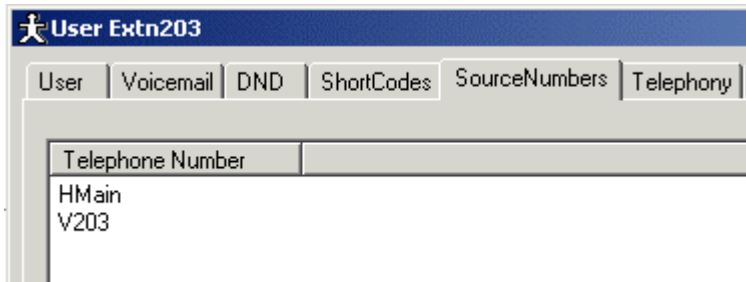 User Extn203
User Voicemail DND ShortCodes SourceNumbers Telephony
Telephone Number
HMain
V203